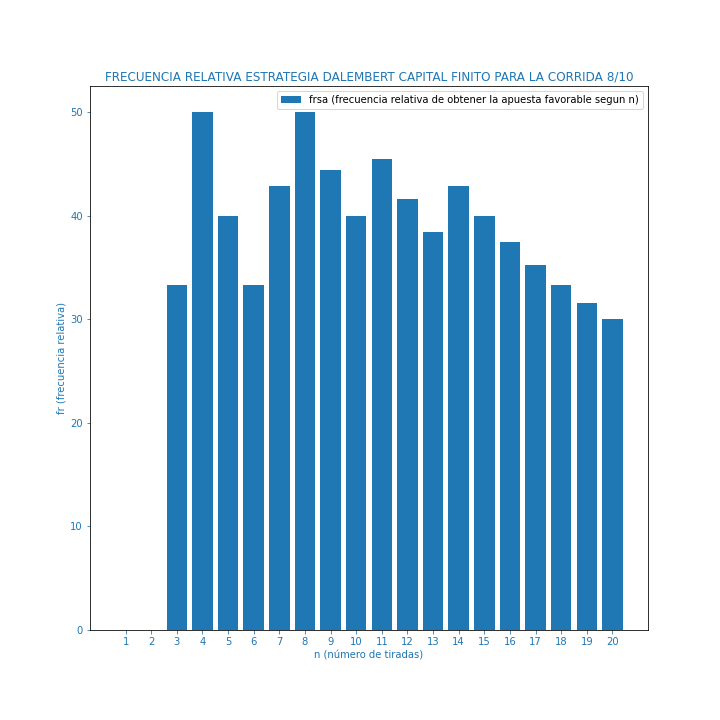 FRECUENCIA RELATIVA ESTRATEGIA DALEMBERT CAPITAL FINITO PARA LA CORRIDA 8/10
frsa (frecuencia relativa de obtener la apuesta favorable segun n)
50
40
30
20
10
0
fr (frecuencia relativa)
1 2 3 4 5 6 7 8 9 10 11 12 13 14 15 16 17 18 19 20
n (número de tiradas)